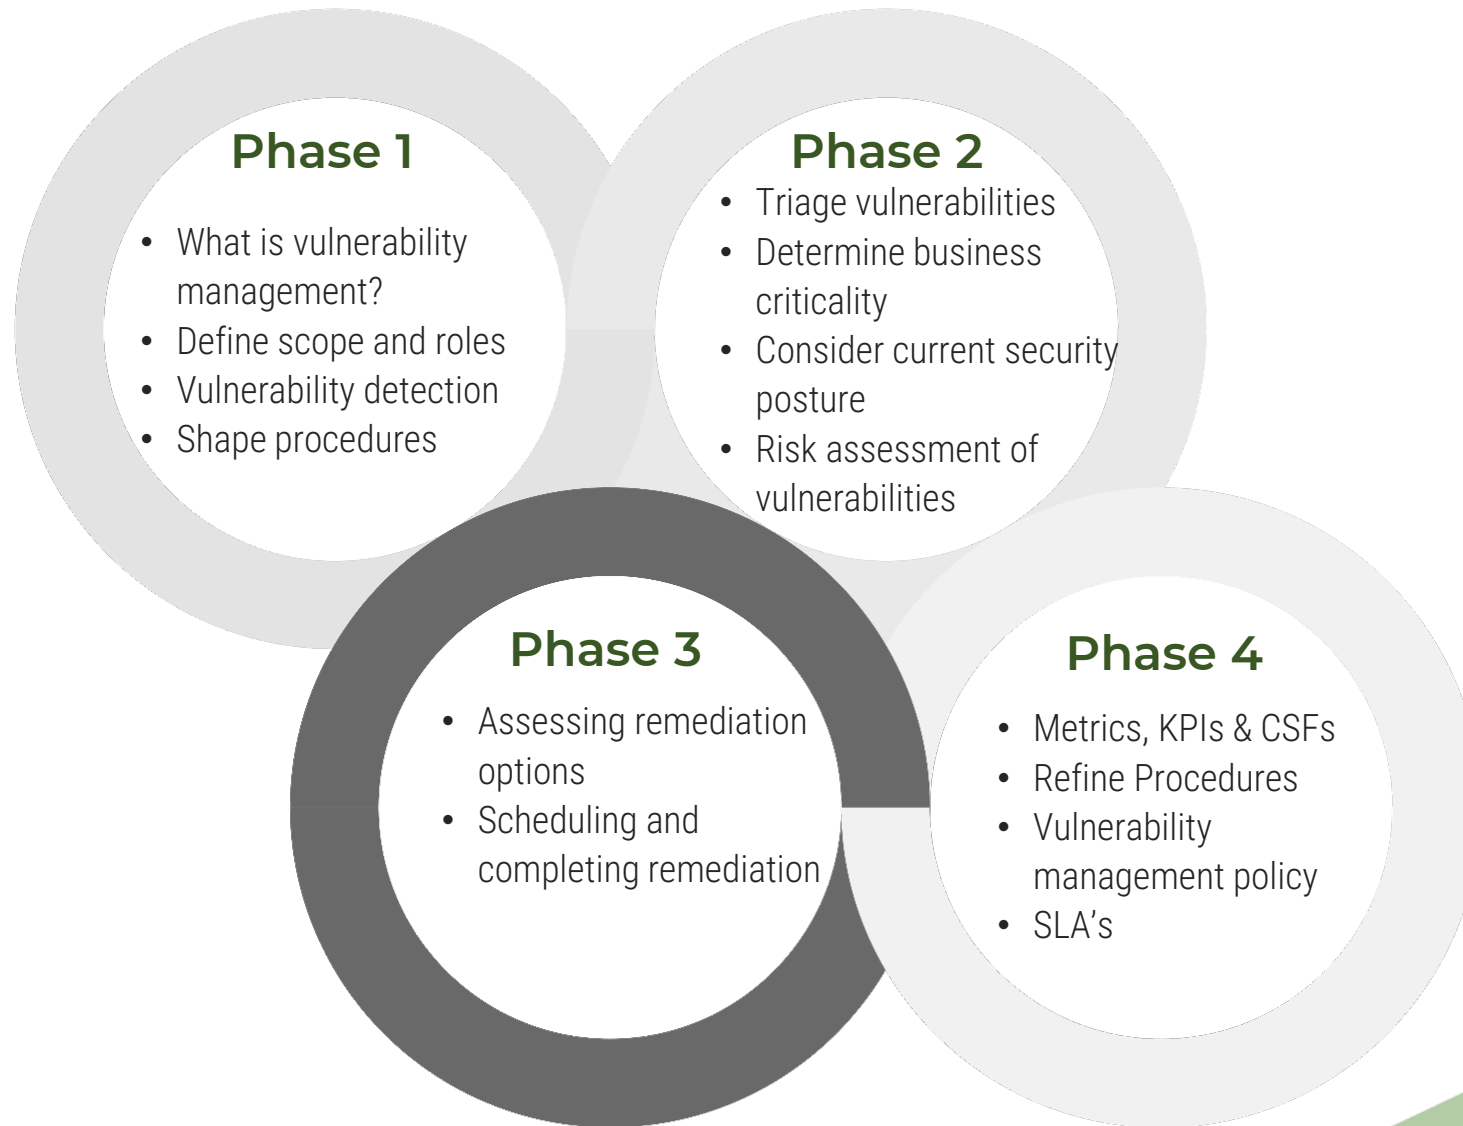 Phase 1
• What is vulnerability
management?
• Define scope and roles
• Vulnerability detection
• Shape procedures
Phase 2
• Triage vulnerabilities
• Determine business
criticality
• Consider current security
posture
• Risk assessment of
vulnerabilities
Phase 3
• Assessing remediation
options
• Scheduling and
completing remediation
Phase 4
• Metrics, KPIs & CSFs
• Refine Procedures
• Vulnerability
management policy
• SLA’s